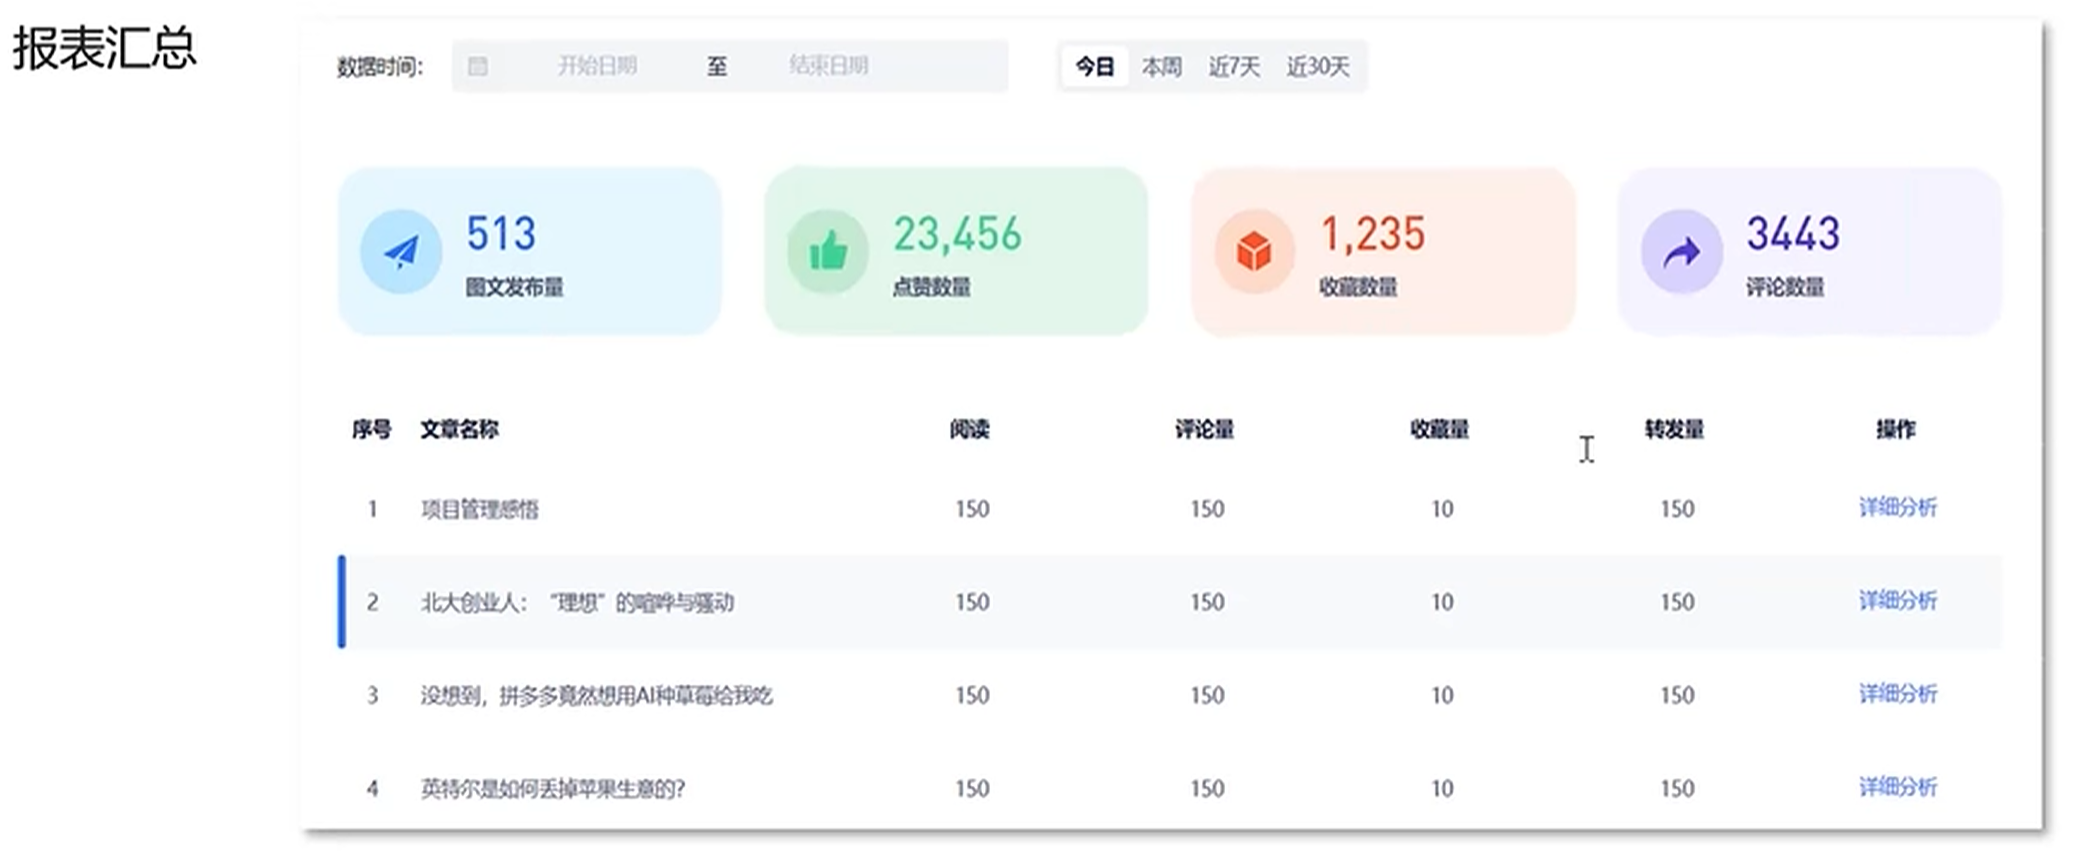 报表汇总
数据时间: 开始日期 至 结束日期 今日 本周 近7天 近30天
513
图文发布量
23,456
点赞数量
1,235
收藏数量
3443
评论数量
序号 文章名称 阅读 评论量 收藏量 转发量 操作
1 项目管理感悟 150 150 10 150 详细分析
2 北大创业人：“理想”的喧哗与骚动 150 150 10 150 详细分析
3 没想到，拼多多竟然想用AI种草莓给我吃 150 150 10 150 详细分析
4 英特尔是如何丢掉苹果生意的? 150 150 10 150 详细分析